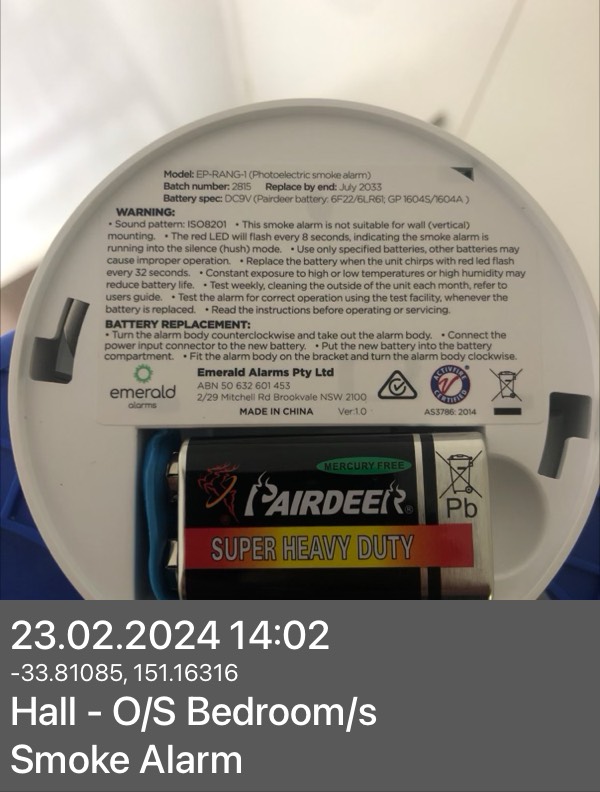 Model: EP-RANG-1 (Photoelectric smoke alarm)
Batch number: 2815 Replace by end: July 2033
Battery spec: DC9V (Pairdeer battery: 6F22/6LR61; GP 1604S/1604A )
WARNING:
• Sound pattern: ISO8201 • This smoke alarm is not suitable for wall (vertical)
mounting. • The red LED will flash every 8 seconds, indicating the smoke alarm is
running into the silence (hush) mode. • Use only specified batteries, other batteries may
cause improper operation. • Replace the battery when the unit chirps with red led flash
every 32 seconds. • Constant exposure to high or low temperatures or high humidity may
reduce battery life. • Test weekly, cleaning the outside of the unit each month, refer to
users guide. • Test the alarm for correct operation using the test facility, whenever the
battery is replaced. • Read the instructions before operating or servicing.
BATTERY REPLACEMENT:
• Turn the alarm body counterclockwise and take out the alarm body. • Connect the
power input connector to the new battery. • Put the new battery into the battery
compartment. • Fit the alarm body on the bracket and turn the alarm body clockwise.
emerald
alarms
Emerald Alarms Pty Ltd
ABN 50 632 601 453
2/29 Mitchell Rd Brookvale NSW 2100
MADE IN CHINA Ver:1.0
ACTIVFIRE
CERTIFIED
AS3786: 2014
MERCURY FREE
PAIRDEER®
SUPER HEAVY DUTY
Pb
23.02.2024 14:02
-33.81085, 151.16316
Hall - O/S Bedroom/s
Smoke Alarm